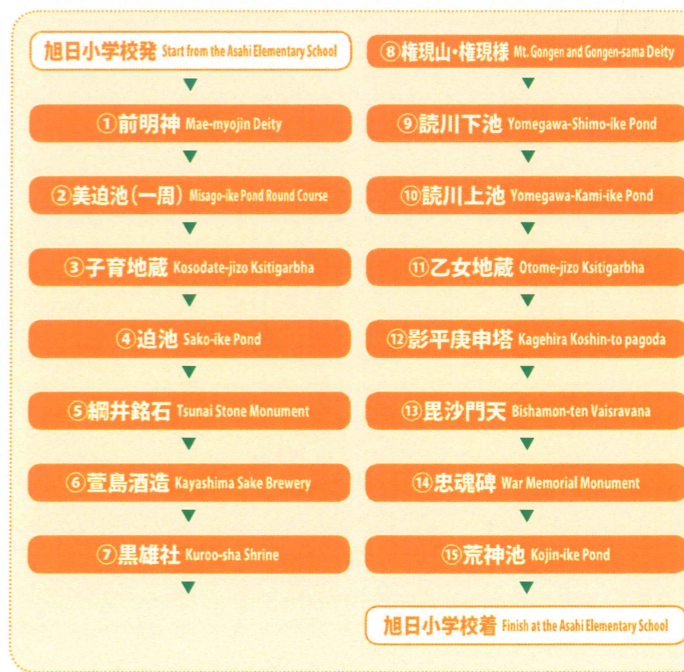 旭日小学校発 Start from the Asahi Elementary School
①前明神 Mae-myojin Deity
②美迫池(一周) Misago-ike Pond Round Course
③子育地蔵 Kosodate-jizo Ksitigarbha
④迫池 Sako-ike Pond
⑤綱井銘石 Tsunai Stone Monument
⑥萱島酒造 Kayashima Sake Brewery
⑦黒雄社 Kuroo-sha Shrine
⑧権現山・権現様 Mt. Gongen and Gongen-sama Deity
⑨読川下池 Yomegawa-Shimo-ike Pond
⑩読川上池 Yomegawa-Kami-ike Pond
⑪乙女地蔵 Otome-jizo Ksitigarbha
⑫影平庚申塔 Kagehira Koshin-to pagoda
⑬毘沙門天 Bishamon-ten Vaisravana
⑭忠魂碑 War Memorial Monument
⑮荒神池 Kojin-ike Pond
旭日小学校着 Finish at the Asahi Elementary School